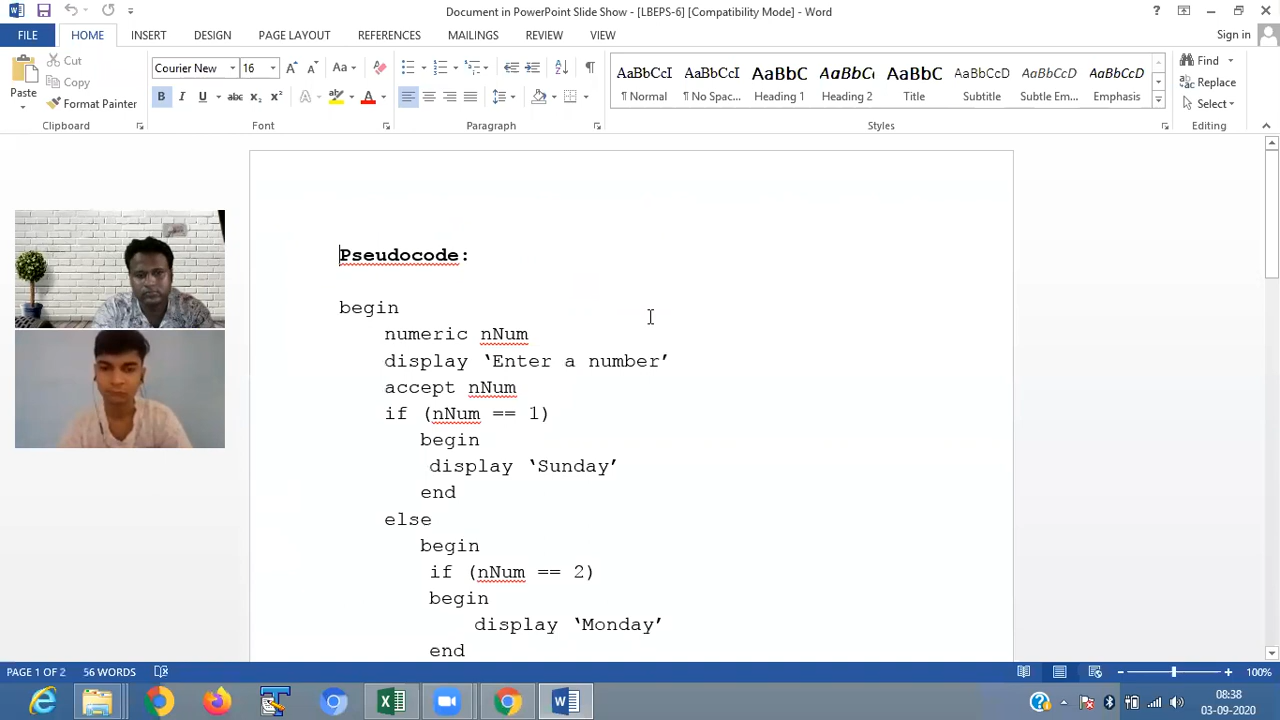 Document in PowerPoint Slide Show - [LBEPS-6] [Compatibility Mode] - Word
FILE HOME INSERT DESIGN PAGE LAYOUT REFERENCES MAILINGS REVIEW VIEW Sign in
Paste
Cut
Copy
Format Painter
Courier New 16
AaBbCcI AaBbCcI AaBbC AaBbC( AaBbC AaBbCcD AaBbCcD AaBbCcD
¶ Normal ¶ No Spac... Heading 1 Heading 2 Title Subtitle Subtle Em... Emphasis
Find
Replace
Select
Clipboard Font Paragraph Styles Editing
Pseudocode:
begin
numeric nNum
display ‘Enter a number’
accept nNum
if (nNum == 1)
begin
display ‘Sunday’
end
else
begin
if (nNum == 2)
begin
display ‘Monday’
end
PAGE 1 OF 2 56 WORDS 100%
08:38
03-09-2020